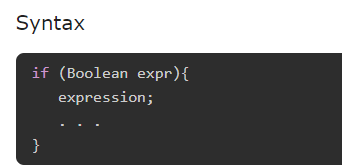 Syntax
if (Boolean expr){
expression;
. . .
}